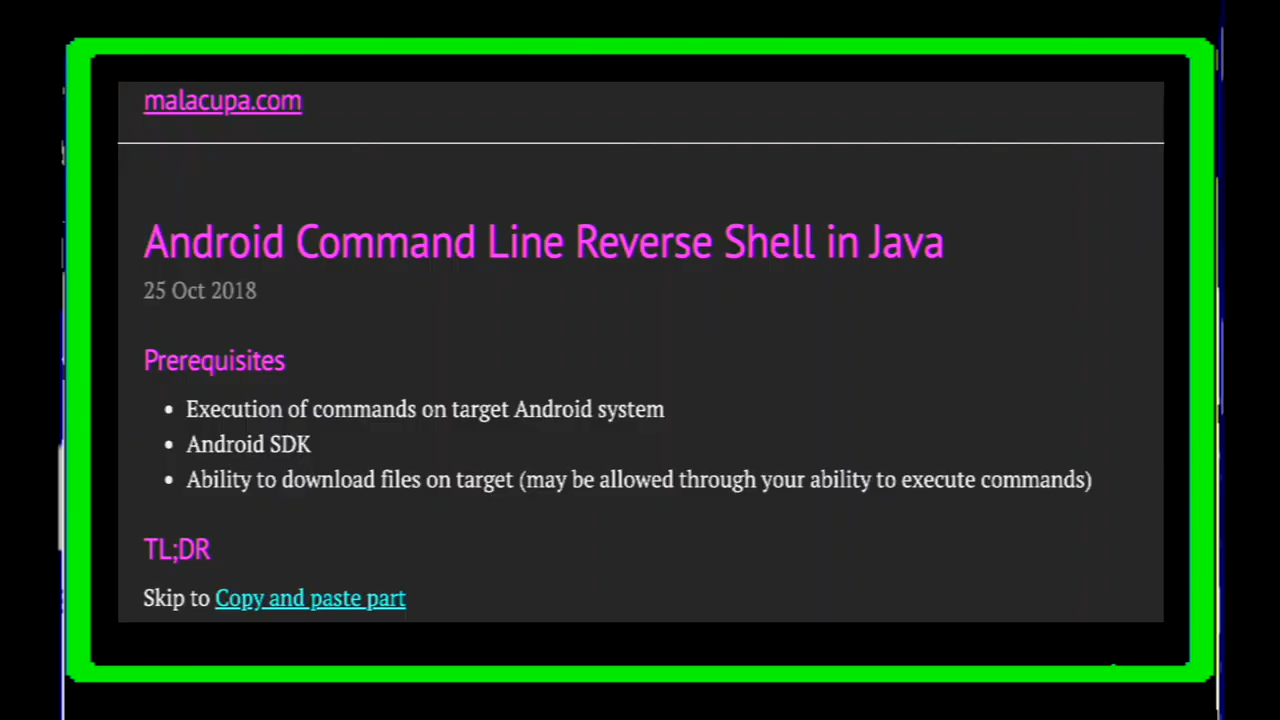 malacupa.com
Android Command Line Reverse Shell in Java
25 Oct 2018
Prerequisites
Execution of commands on target Android system
Android SDK
Ability to download files on target (may be allowed through your ability to execute commands)
TL;DR
Skip to Copy and paste part